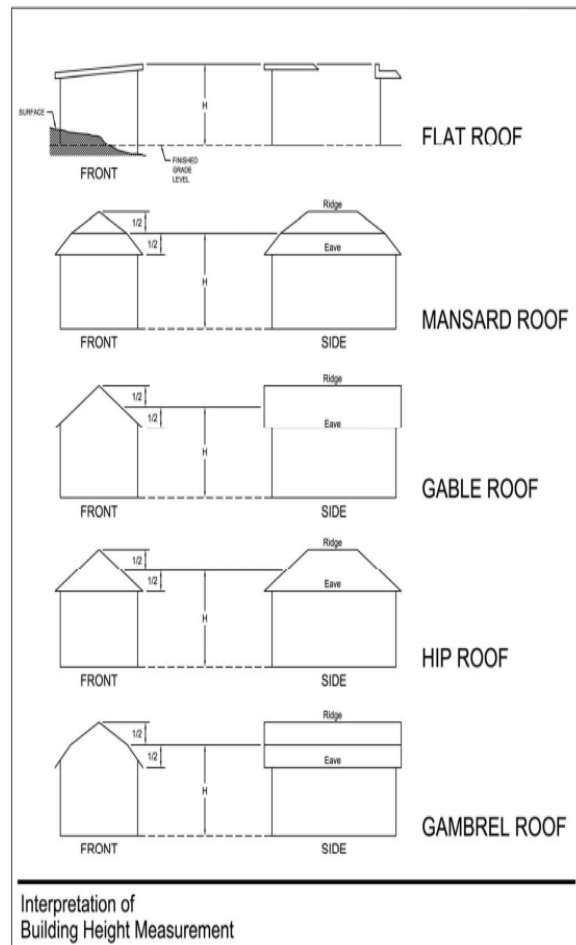 H
SURFACE
FLAT ROOF
FRONT
FINISHED
GRADE
LEVEL
Ridge
1/2
1/2
Eave
H
MANSARD ROOF
FRONT
SIDE
Ridge
1/2
1/2
Eave
H
GABLE ROOF
FRONT
SIDE
Ridge
1/2
1/2
Eave
H
HIP ROOF
FRONT
SIDE
Ridge
1/2
1/2
Eave
H
GAMBREL ROOF
FRONT
SIDE
Interpretation of
Building Height Measurement